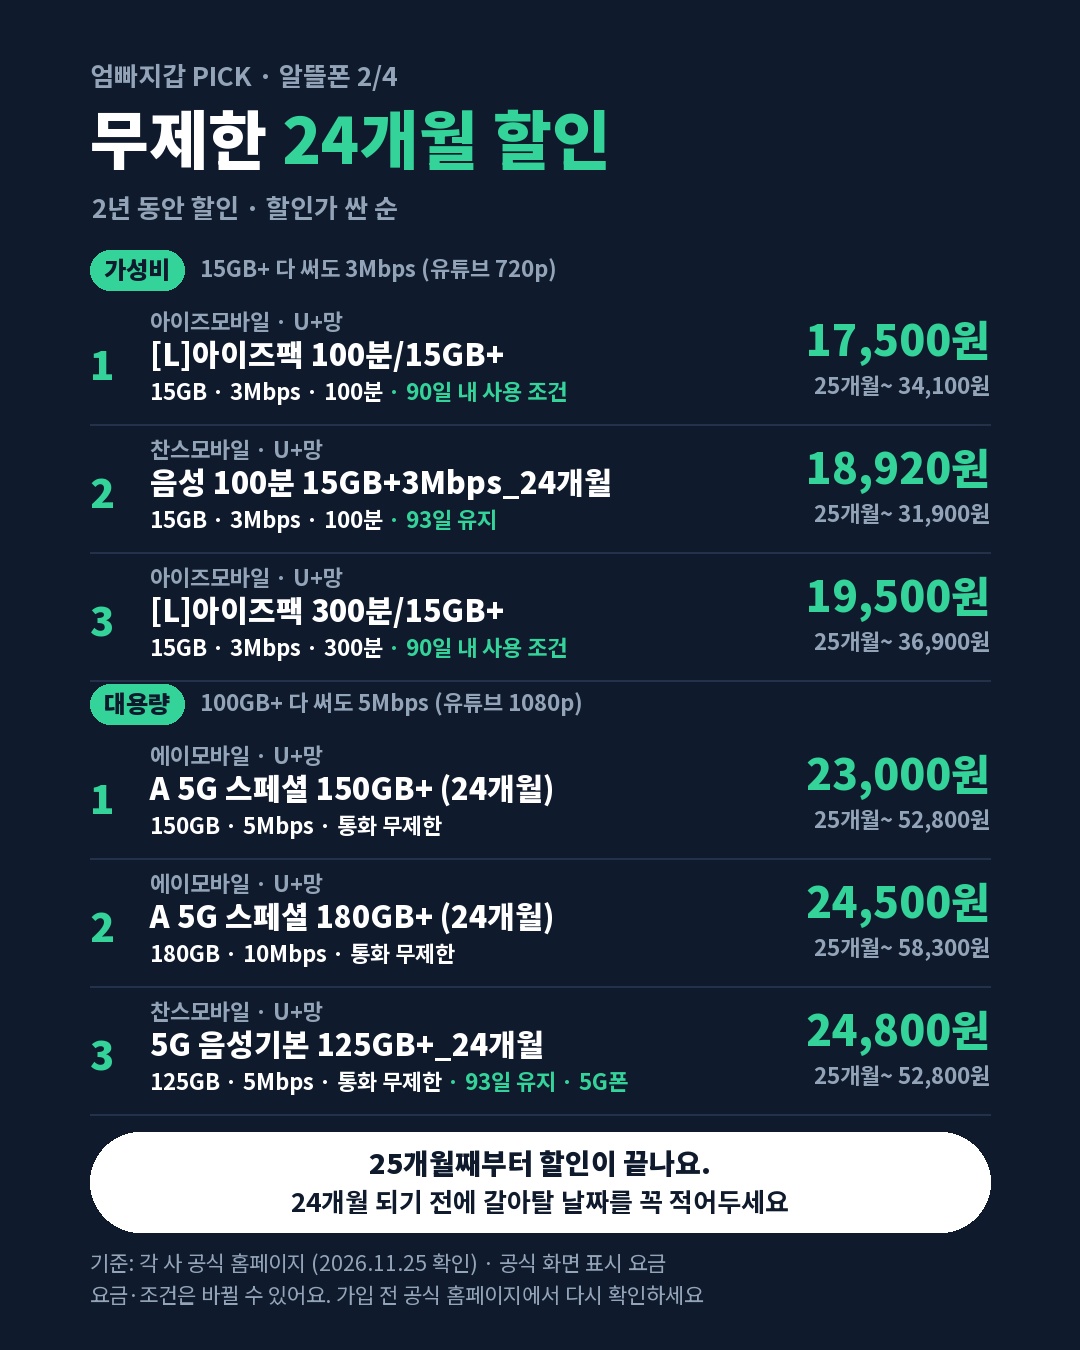 엄빠지갑 PICK · 알뜰폰 2/4
무제한 24개월 할인
2년 동안 할인 · 할인가 싼 순
가성비 15GB+ 다 써도 3Mbps (유튜브 720p)
아이즈모바일 · U+망
1 [L]아이즈팩 100분/15GB+ 17,500원
15GB · 3Mbps · 100분 · 90일 내 사용 조건 25개월~ 34,100원
찬스모바일 · U+망
2 음성 100분 15GB+3Mbps_24개월 18,920원
15GB · 3Mbps · 100분 · 93일 유지 25개월~ 31,900원
아이즈모바일 · U+망
3 [L]아이즈팩 300분/15GB+ 19,500원
15GB · 3Mbps · 300분 · 90일 내 사용 조건 25개월~ 36,900원
대용량 100GB+ 다 써도 5Mbps (유튜브 1080p)
에이모바일 · U+망
1 A 5G 스페셜 150GB+ (24개월) 23,000원
150GB · 5Mbps · 통화 무제한 25개월~ 52,800원
에이모바일 · U+망
2 A 5G 스페셜 180GB+ (24개월) 24,500원
180GB · 10Mbps · 통화 무제한 25개월~ 58,300원
찬스모바일 · U+망
3 5G 음성기본 125GB+_24개월 24,800원
125GB · 5Mbps · 통화 무제한 · 93일 유지 · 5G폰 25개월~ 52,800원
25개월째부터 할인이 끝나요.
24개월 되기 전에 갈아탈 날짜를 꼭 적어두세요
기준: 각 사 공식 홈페이지 (2026.11.25 확인) · 공식 화면 표시 요금
요금·조건은 바뀔 수 있어요. 가입 전 공식 홈페이지에서 다시 확인하세요